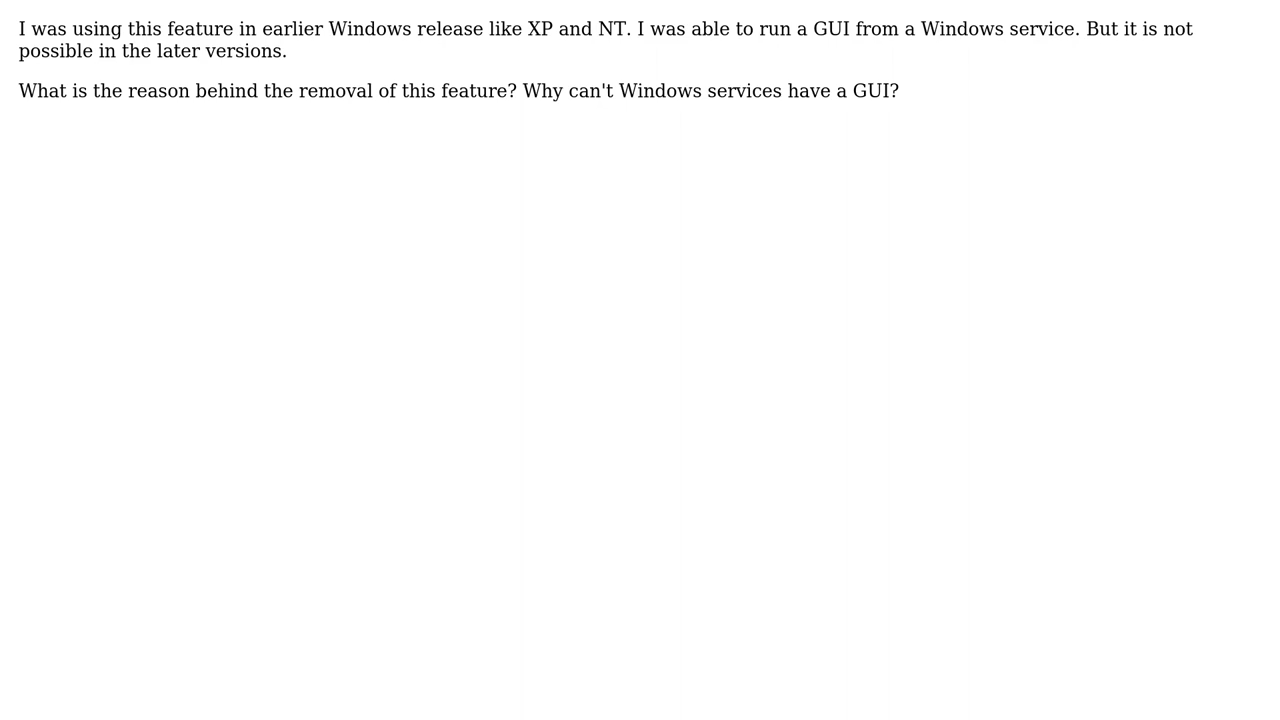 I was using this feature in earlier Windows release like XP and NT. I was able to run a GUI from a Windows service. But it is not
possible in the later versions.
What is the reason behind the removal of this feature? Why can't Windows services have a GUI?